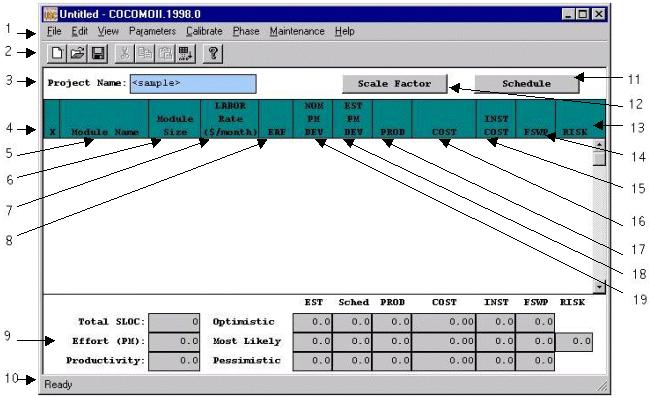 Untitled - COCOMOII.1998.0
1 File Edit View Parameters Calibrate Phase Maintenance Help
2
3 Project Name: <sample> Scale Factor Schedule 11
12
LABOR NOM EST
Module Rate PM PM INST 13
4 X Module Name Size ($/month) EAF DEV DEV PROD COST COST FSWP RISK
5
14
6
15
7
16
8
17
18
19
EST Sched PROD COST INST FSWP RISK
Total SLOC: 0 Optimistic 0.0 0.0 0.0 0.00 0.0 0.0
9 Effort (PM): 0.0 Most Likely 0.0 0.0 0.0 0.00 0.0 0.0 0.0
Productivity: 0.0 Pessimistic 0.0 0.0 0.0 0.00 0.0 0.0
10 Ready